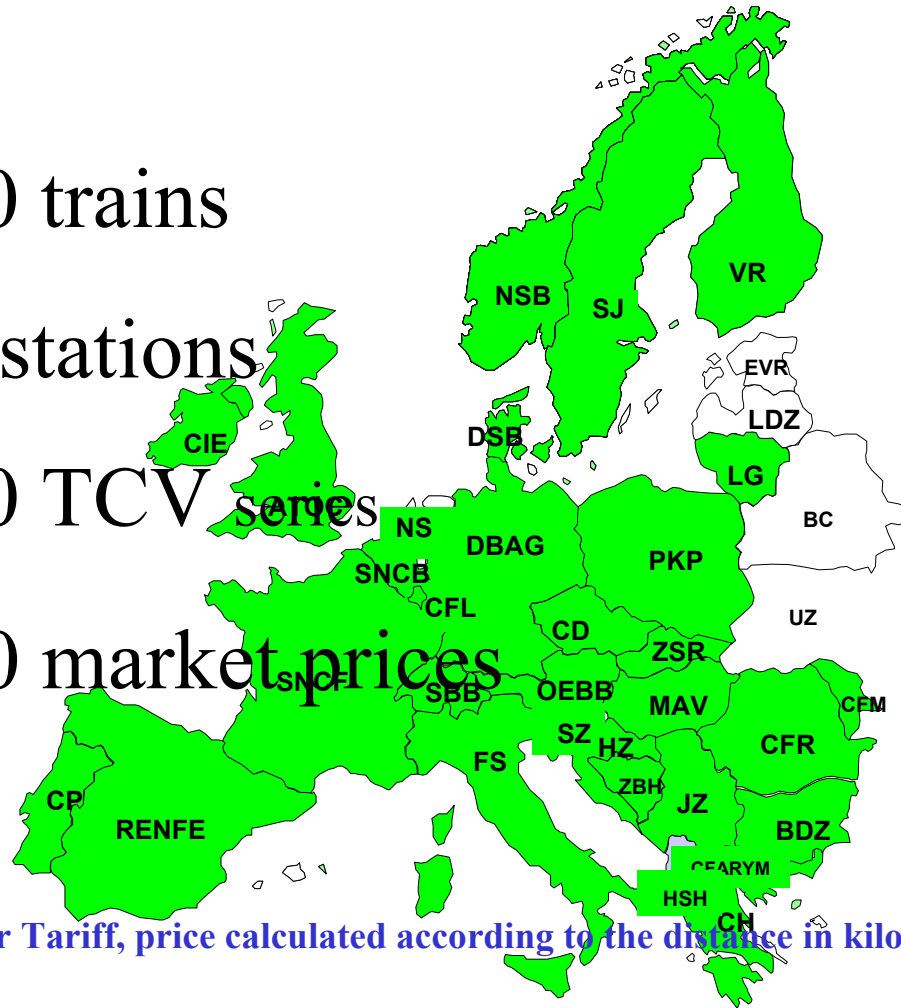 0 trains
NSB
SJ
VR
stations
EVR
LDZ
CIE
DSB
LG
0 TCV series
NS
DBAG
BC
PKP
SNCB
CFL
CD
UZ
ZSR
0 market prices
SNCF
SBB
OEBB
MAV
CFM
SZ
HZ
CFR
FS
ZBH
CP
JZ
RENFE
BDZ
CFARYM
HSH
CH
r Tariff, price calculated according to the distance in kilo